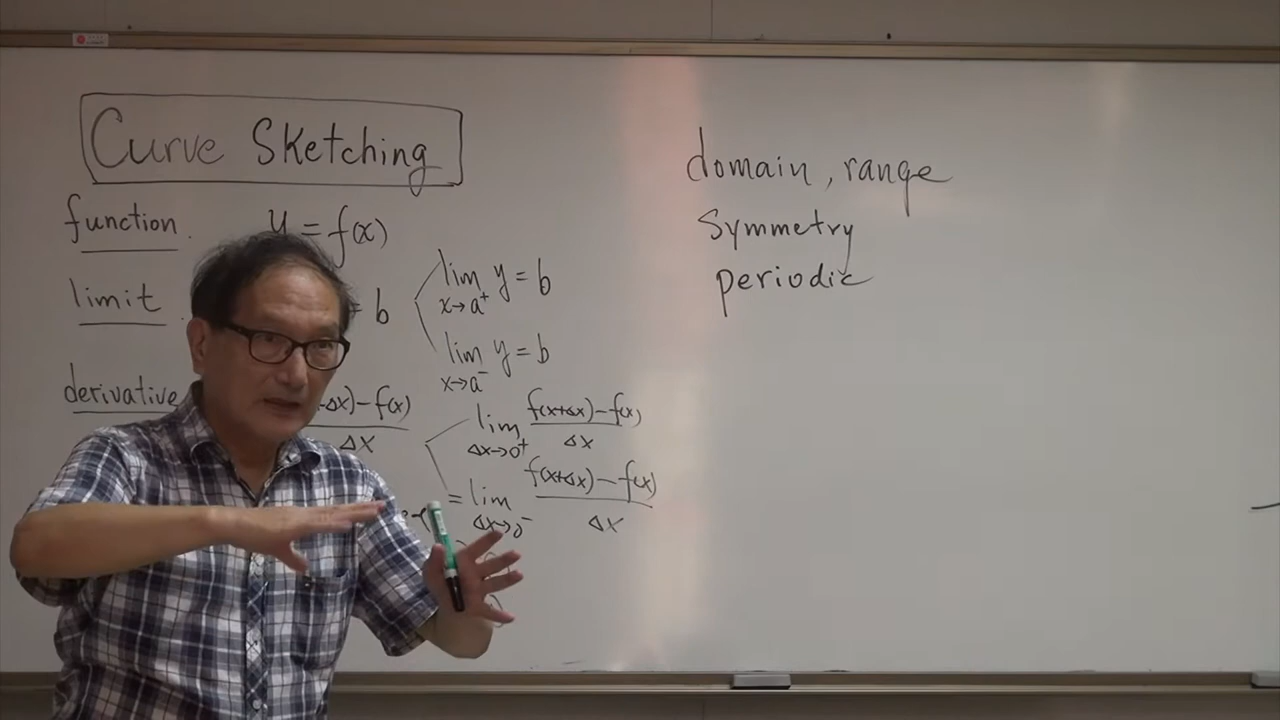 Curve Sketching
function. y = f(x)
limit. = b
lim y = b
x→a⁺
lim y = b
x→a⁻
derivative Δx)−f(x)
Δx
lim f(x+Δx)−f(x)
Δx→0⁺ Δx
= lim f(x+Δx)−f(x)
Δx→0⁻ Δx
domain, range
Symmetry
periodic